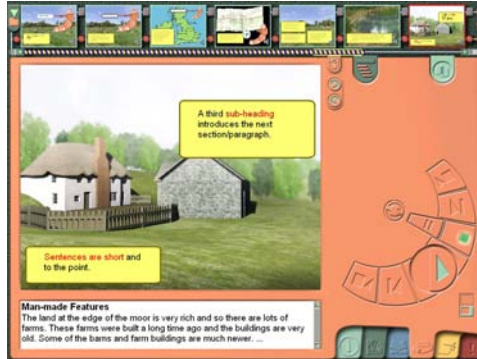 A third sub-heading
introduces the next
section/paragraph.
Sentences are short and
to the point.
Man-made Features
The land at the edge of the moor is very rich and so there are lots of
farms. These farms were built a long time ago and the buildings are very
old. Some of the barns and farm buildings are much newer. ...